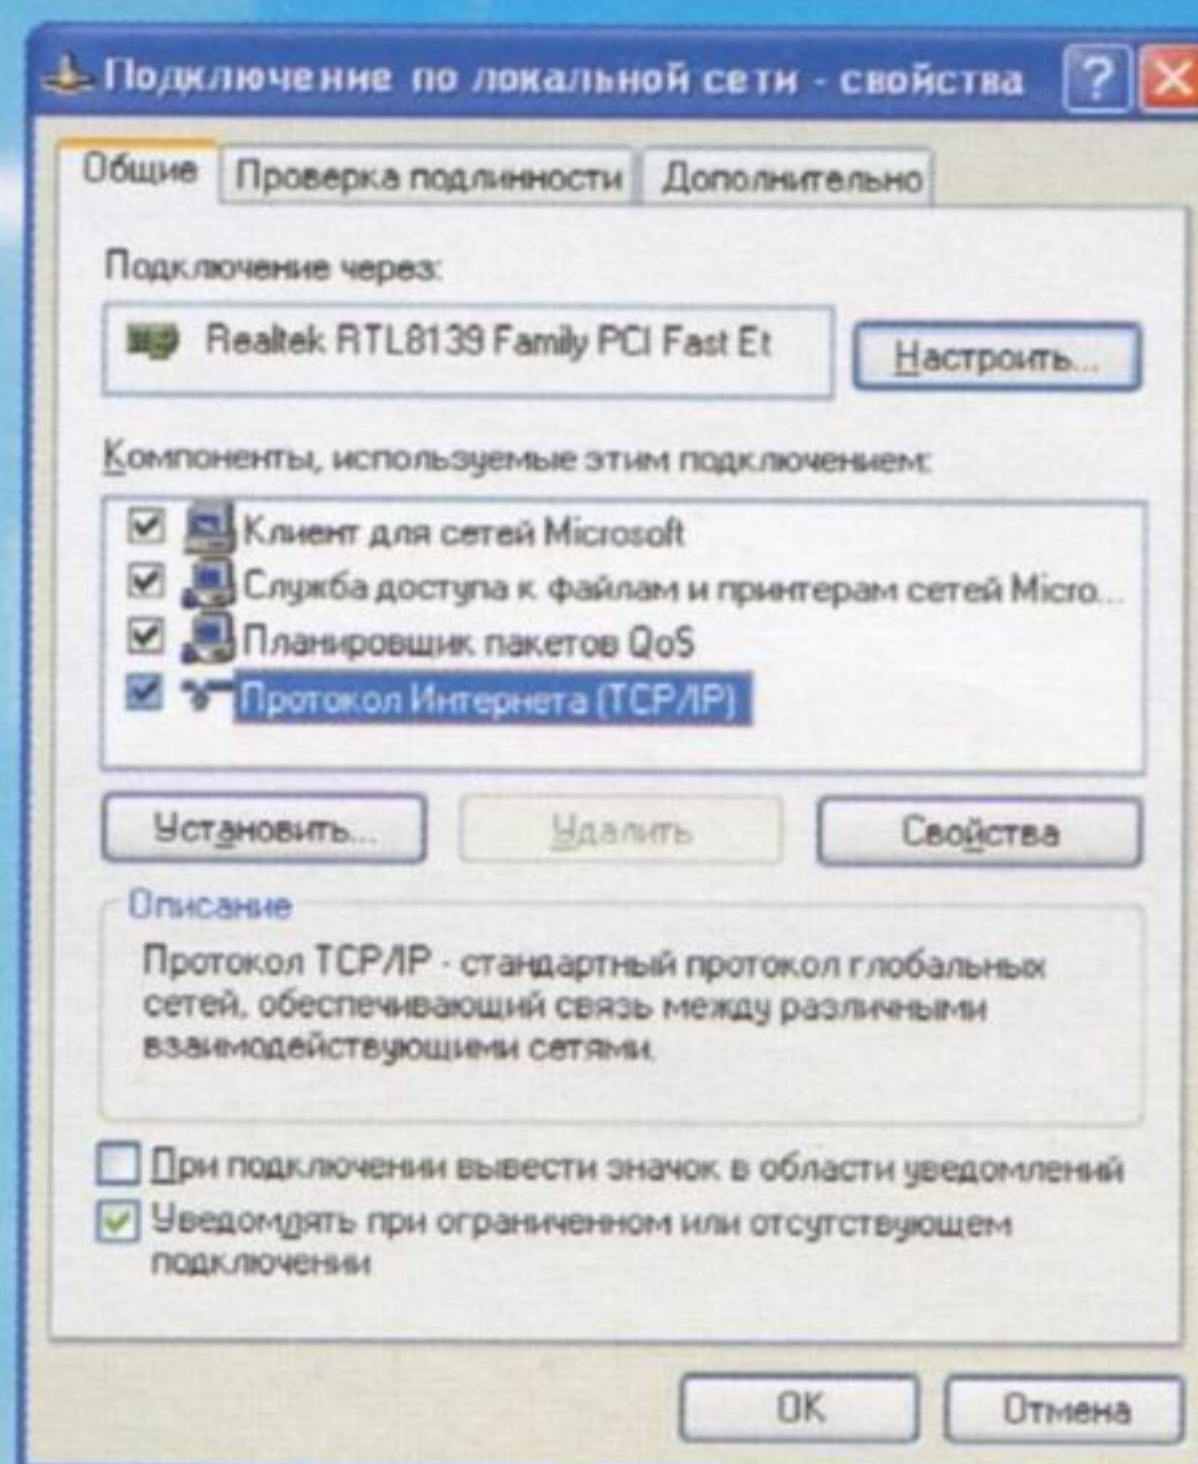 Подключение по локальной сети - свойства
Общие
Проверка подлинности
Дополнительно
Подключение через:
Realtek RTL8139 Family PCI Fast Et
Настроить...
Компоненты, используемые этим подключением:
Клиент для сетей Microsoft
Служба доступа к файлам и принтерам сетей Micro...
Планировщик пакетов QoS
Протокол Интернета (TCP/IP)
Установить...
Удалить
Свойства
Описание
Протокол TCP/IP - стандартный протокол глобальных
сетей, обеспечивающий связь между различными
взаимодействующими сетями.
При подключении вывести значок в области уведомлений
Уведомлять при ограниченном или отсутствующем
подключении
OK
Отмена